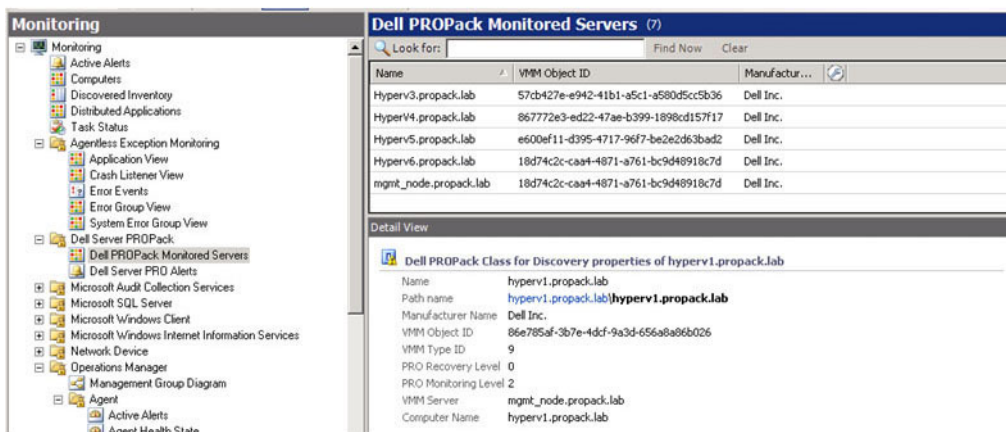 Monitoring
Monitoring
Active Alerts
Computers
Discovered Inventory
Distributed Applications
Task Status
Agentless Exception Monitoring
Application View
Crash Listener View
Error Events
Error Group View
System Error Group View
Dell Server PROPack
Dell PROPack Monitored Servers
Dell Server PRO Alerts
Microsoft Audit Collection Services
Microsoft SQL Server
Microsoft Windows Client
Microsoft Windows Internet Information Services
Network Device
Operations Manager
Management Group Diagram
Agent
Active Alerts
Agent Health State
Dell PROPack Monitored Servers (7)
Look for: Find Now Clear
Name VMM Object ID Manufactur...
Hyperv3.propack.lab 57cb427e-e942-41b1-a5c1-a580d5cc5b36 Dell Inc.
HyperV4.propack.lab 867772e3-ed22-47ae-b399-1898cd157f17 Dell Inc.
Hyperv5.propack.lab e600ef11-d395-4717-96f7-be2e2d63bad2 Dell Inc.
Hyperv6.propack.lab 18d74c2c-caa4-4871-a761-bc9d48918c7d Dell Inc.
mgmt_node.propack.lab 18d74c2c-caa4-4871-a761-bc9d48918c7d Dell Inc.
Detail View
Dell PROPack Class for Discovery properties of hyperv1.propack.lab
Name hyperv1.propack.lab
Path name hyperv1.propack.lab\hyperv1.propack.lab
Manufacturer Name Dell Inc.
VMM Object ID 86e785af-3b7e-4dcf-9a3d-656a8a86b026
VMM Type ID 9
PRO Recovery Level 0
PRO Monitoring Level 2
VMM Server mgmt_node.propack.lab
Computer Name hyperv1.propack.lab